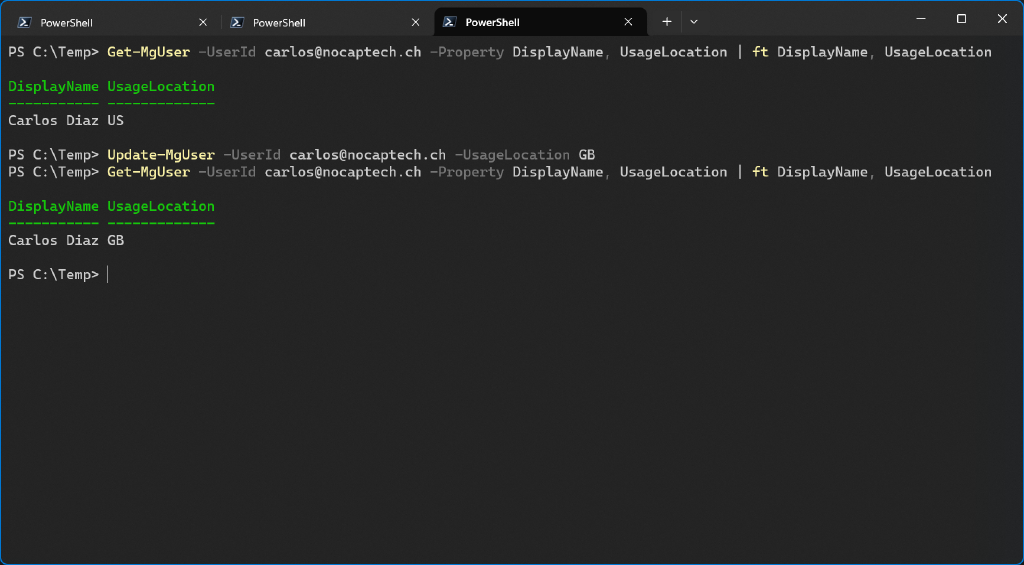 PowerShell PowerShell PowerShell
PS C:\Temp> Get-MgUser -UserId carlos@nocaptech.ch -Property DisplayName, UsageLocation | ft DisplayName, UsageLocation
DisplayName UsageLocation
----------- -------------
Carlos Diaz US
PS C:\Temp> Update-MgUser -UserId carlos@nocaptech.ch -UsageLocation GB
PS C:\Temp> Get-MgUser -UserId carlos@nocaptech.ch -Property DisplayName, UsageLocation | ft DisplayName, UsageLocation
DisplayName UsageLocation
----------- -------------
Carlos Diaz GB
PS C:\Temp>